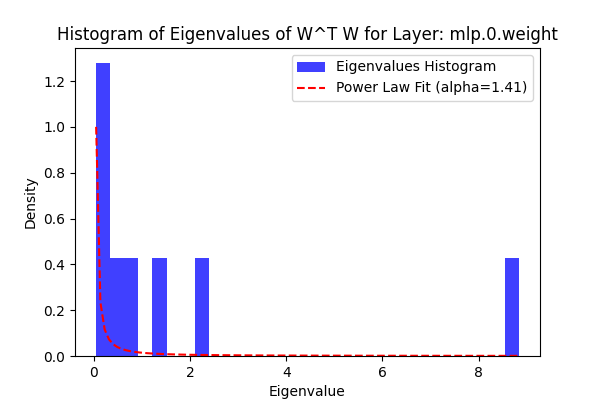 Histogram of Eigenvalues of W^T W for Layer: mlp.0.weight
Eigenvalues Histogram
Power Law Fit (alpha=1.41)
Density
1.2
1.0
0.8
0.6
0.4
0.2
0.0
0 2 4 6 8
Eigenvalue